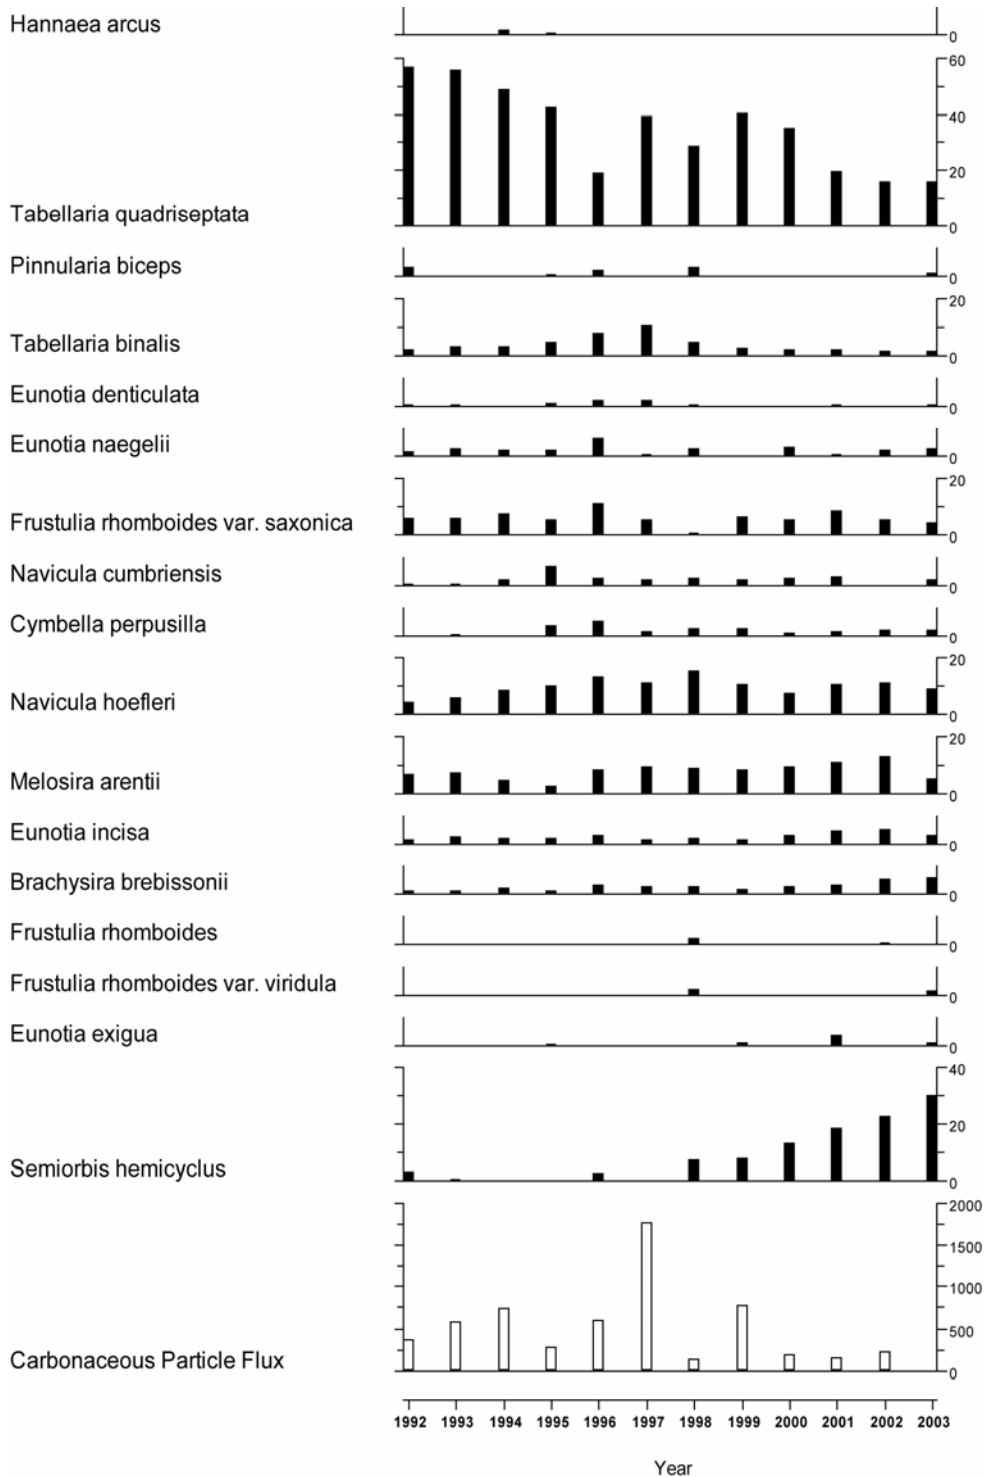 Hannaea arcus
0
60
40
20
Tabellaria quadriseptata
0
Pinnularia biceps
0
20
Tabellaria binalis
0
Eunotia denticulata
0
Eunotia naegelii
0
20
Frustulia rhomboides var. saxonica
0
Navicula cumbriensis
0
Cymbella perpusilla
0
20
Navicula hoefleri
0
20
Melosira arentii
0
Eunotia incisa
0
Brachysira brebissonii
0
Frustulia rhomboides
0
Frustulia rhomboides var. viridula
0
Eunotia exigua
0
40
20
Semiorbis hemicyclus
0
2000
1500
1000
500
Carbonaceous Particle Flux
0
1992 1993 1994 1995 1996 1997 1998 1999 2000 2001 2002 2003
Year